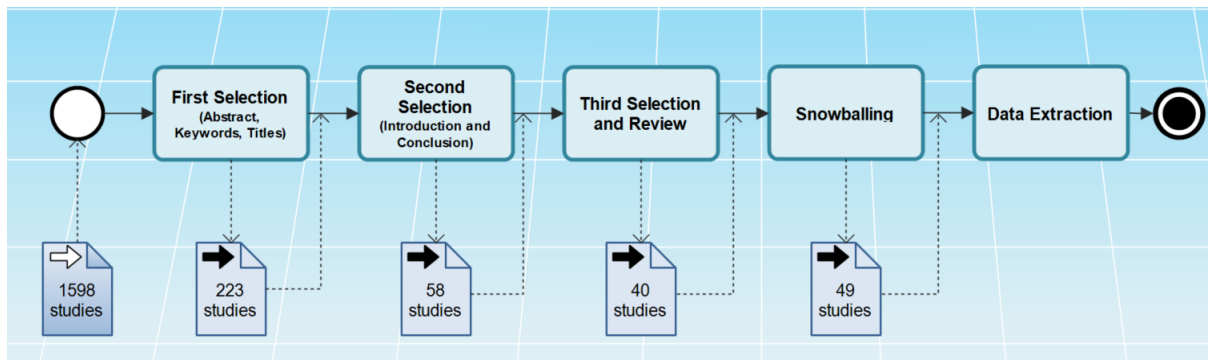 First Selection
(Abstract,
Keywords, Titles)
Second
Selection
(Introduction and
Conclusion)
Third Selection
and Review
Snowballing
Data Extraction
1598
studies
223
studies
58
studies
40
studies
49
studies